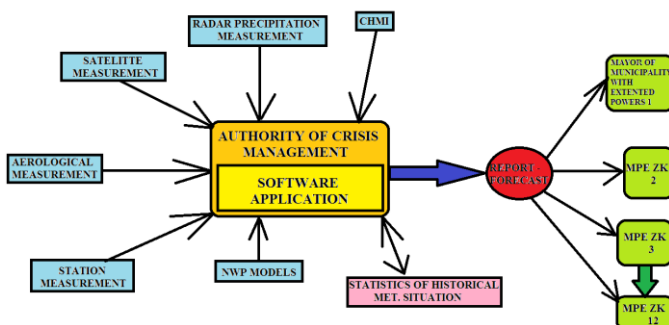 RADAR PRECIPITATION
MEASUREMENT
CHMI
SATELITTE
MEASUREMENT
MAYOR OF
MUNICIPALITY
WITH
EXTENTED
POWERS 1
AUTHORITY OF CRISIS
MANAGEMENT
AEROLOGICAL
MEASUREMENT
SOFTWARE
APPLICATION
REPORT -
FORECAST
MPE ZK
2
MPE ZK
3
STATION
MEASUREMENT
NWP MODELS
STATISTICS OF HISTORICAL
MET. SITUATION
MPE ZK
12